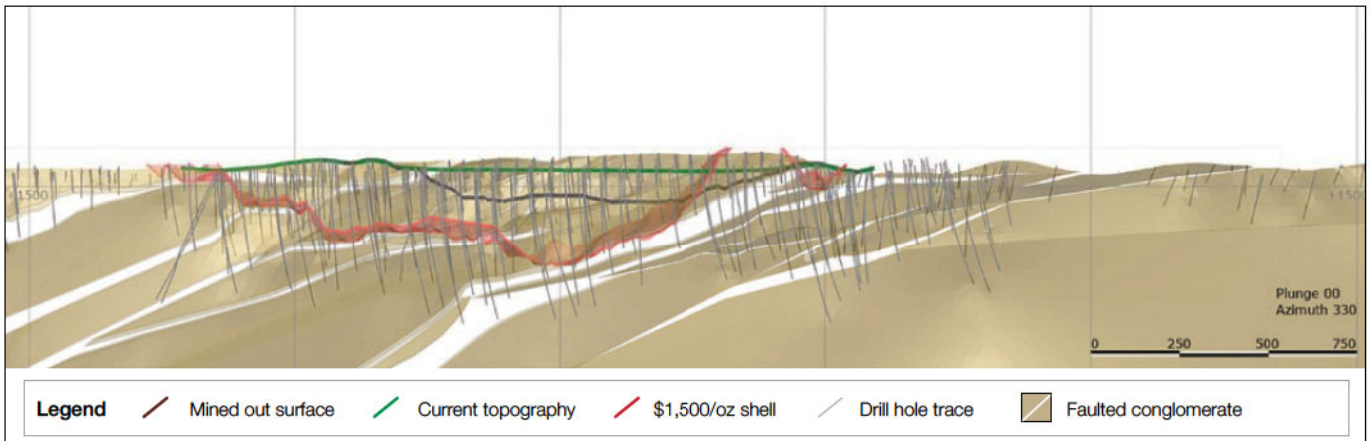 +1500
+1500
Plunge 00
Azimuth 330
0 250 500 750
Legend Mined out surface Current topography $1,500/oz shell Drill hole trace Faulted conglomerate